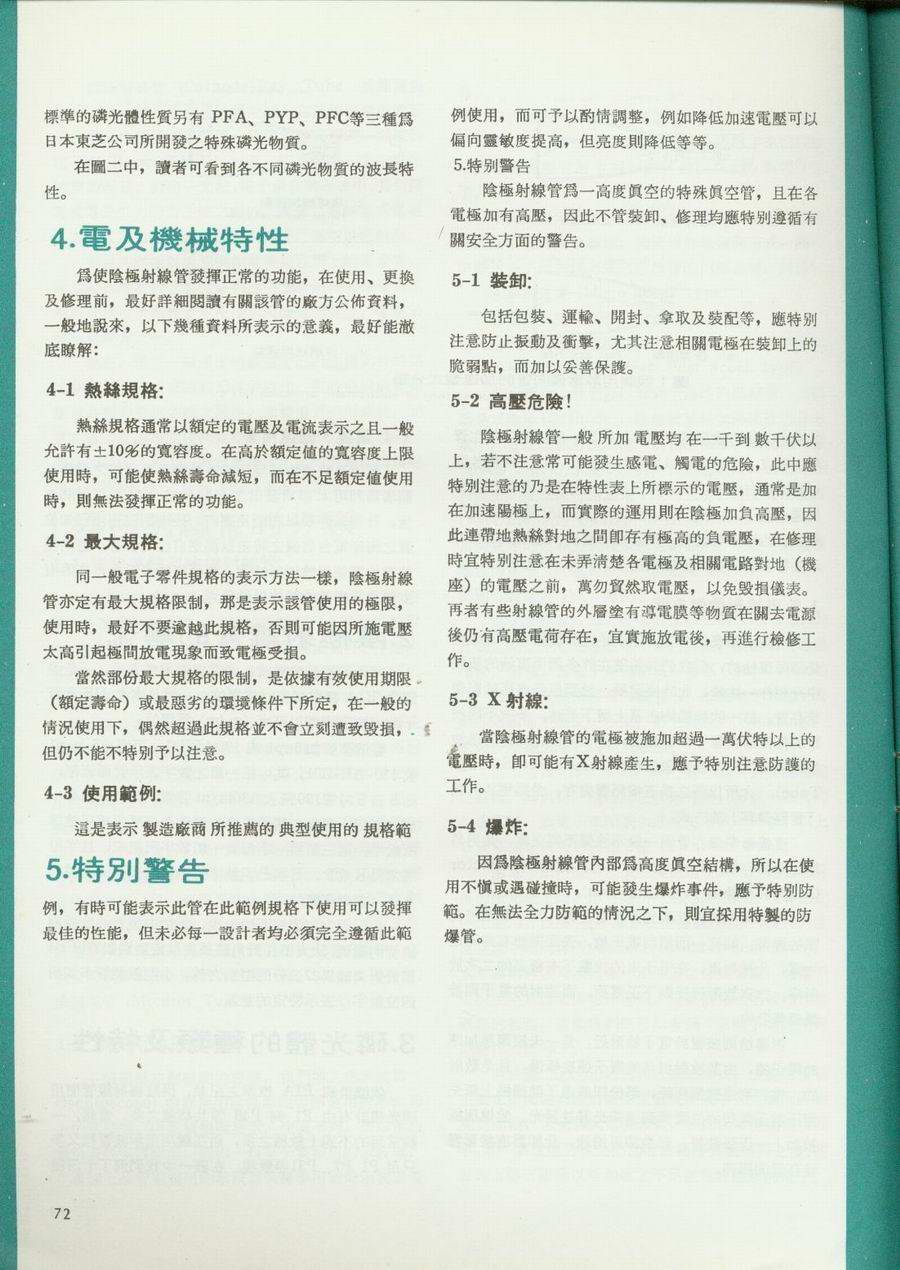 標準的磷光體性質另有 PFA、PYP、PFC等三種爲
日本東芝公司所開發之特殊磷光物質。
在圖二中，讀者可看到各不同磷光物質的波長特
性。
4.電及機械特性
爲使陰極射線管發揮正常的功能，在使用、更換
及修理前，最好詳細閱讀有關該管的廠方公佈資料，
一般地說來，以下幾種資料所表示的意義，最好能澈
底瞭解：
4-1 熱絲規格:
熱絲規格通常以額定的電壓及電流表示之且一般
允許有±10%的寬容度。在高於額定值的寬容度上限
使用時，可能使熱絲壽命減短，而在不足額定値使用
時，則無法發揮正常的功能。
4-2 最大規格:
同一般電子零件規格的表示方法一樣，陰極射線
管亦定有最大規格限制，那是表示該管使用的極限，
使用時，最好不要逾越此規格，否則可能因所施電壓
太高引起極間放電現象而致電極受損。
當然部份最大規格的限制，是依據有效使用期限
（額定壽命）或最惡劣的環境條件下所定，在一般的
情況使用下，偶然超過此規格並不會立刻遭致毀損，
但仍不能不特別予以注意。
4-3 使用範例:
這是表示 製造廠商 所推薦的 典型使用的 規格範
5.特別警告
例，有時可能表示此管在此範例規格下使用可以發揮
最佳的性能，但未必每一設計者均必須完全遵循此範
例使用，而可予以酌情調整，例如降低加速電壓可以
偏向靈敏度提高，但亮度則降低等等。
5.特別警告
陰極射線管爲一高度眞空的特殊眞空管，且在各
電極加有高壓，因此不管裝卸、修理均應特別遵循有
關安全方面的警告。
5-1 裝卸:
包括包裝、運輸、開封、拿取及裝配等，應特別
注意防止振動及衝擊，尤其注意相關電極在裝卸上的
脆弱點，而加以妥善保護。
5-2 高壓危險！
陰極射線管一般 所加 電壓均 在一千到 數千伏以
上，若不注意常可能發生感電、觸電的危險，此中應
特別注意的乃是在特性表上所標示的電壓，通常是加
在加速陽極上，而實際的運用則在陰極加負高壓，因
此連帶地熱絲對地之間卽存有極高的負電壓，在修理
時宜特別注意在未弄清楚各電極及相關電路對地（機
座）的電壓之前，萬勿貿然取電壓，以免毀損儀表。
再者有些射線管的外層塗有導電膜等物質在關去電源
後仍有高壓電荷存在，宜實施放電後，再進行檢修工
作。
5-3 X 射線:
當陰極射線管的電極被施加超過一萬伏特以上的
電壓時，卽可能有X射線產生，應予特別注意防護的
工作。
5-4 爆炸:
因爲陰極射線管內部爲高度眞空結構，所以在使
用不愼或遇碰撞時，可能發生爆炸事件，應予特別防
範。在無法全力防範的情況之下，則宜採用特製的防
爆管。
72